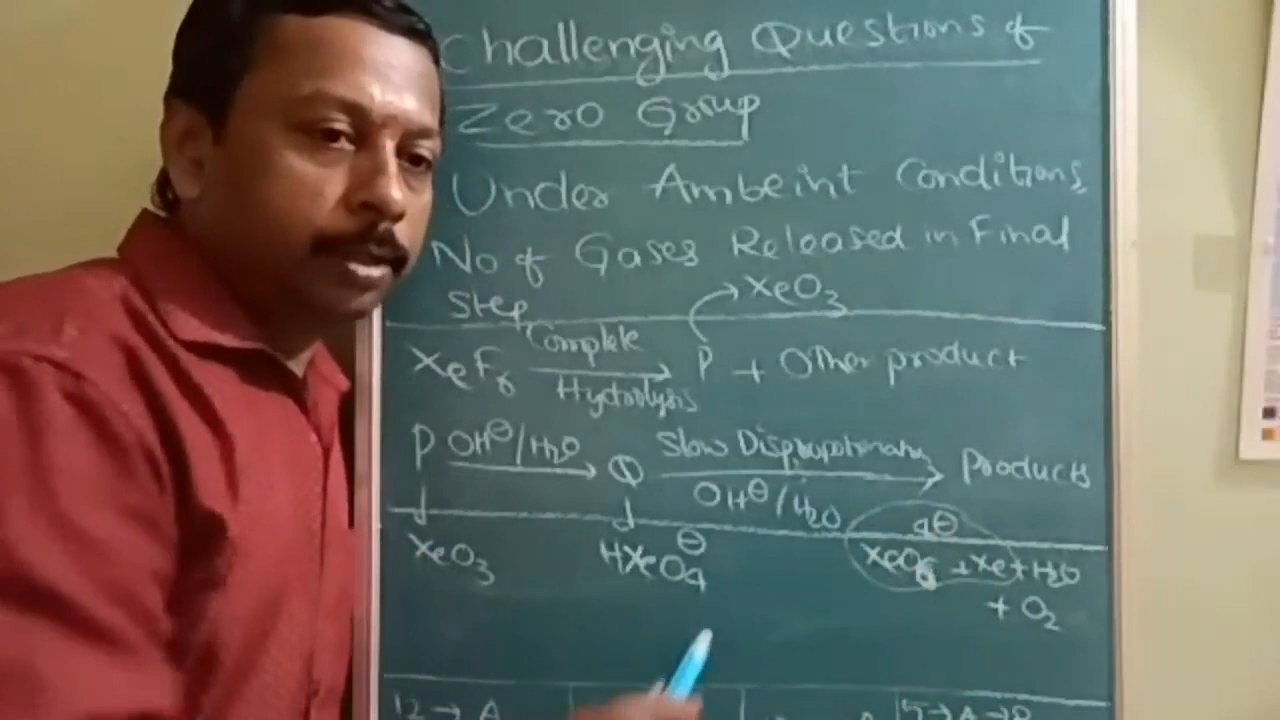 Challenging Questions of
Zero Group
Under Ambeint Conditions,
No of Gases Released in Final
Step
→ XeO3
XeF6 Complete Hydrolysis → P + Other product
P OH⊖/H2O → Q Slow Disproportionation OH⊖/H2O → Products
↓ ↓
XeO3 HXeO4⊖ XeO6 4⊖ + Xe + H2O
+ O2
12 → A